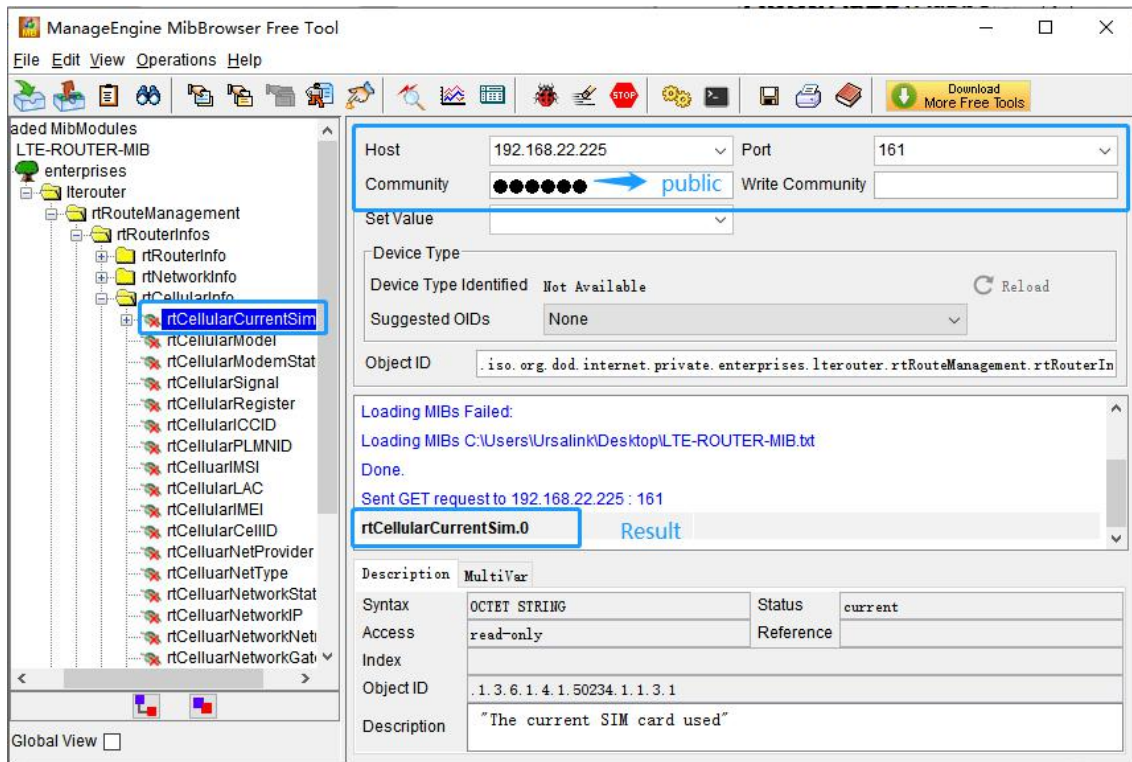 ManageEngine MibBrowser Free Tool
File Edit View Operations Help
STOP
Download
More Free Tools
aded MibModules
LTE-ROUTER-MIB
enterprises
lterouter
rtRouteManagement
rtRouterInfos
rtRouterInfo
rtNetworkInfo
rtCellularInfo
rtCellularCurrentSim
rtCellularModel
rtCellularModemStat
rtCellularSignal
rtCellularRegister
rtCellularICCID
rtCellularPLMNID
rtCelluarIMSI
rtCellularLAC
rtCellularIMEI
rtCellularCellID
rtCelluarNetProvider
rtCelluarNetType
rtCelluarNetworkStat
rtCelluarNetworkIP
rtCelluarNetworkNet
rtCelluarNetworkGat
Global View
Host 192.168.22.225 Port 161
Community ●●●●●● public Write Community
Set Value
Device Type
Device Type Identified Not Available Reload
Suggested OIDs None
Object ID .iso.org.dod.internet.private.enterprises.lterouter.rtRouteManagement.rtRouterIn
Loading MIBs Failed:
Loading MIBs C:\Users\Ursalink\Desktop\LTE-ROUTER-MIB.txt
Done.
Sent GET request to 192.168.22.225 : 161
rtCellularCurrentSim.0 Result
Description MultiVar
Syntax OCTET STRING Status current
Access read-only Reference
Index
Object ID .1.3.6.1.4.1.50234.1.1.3.1
Description "The current SIM card used"